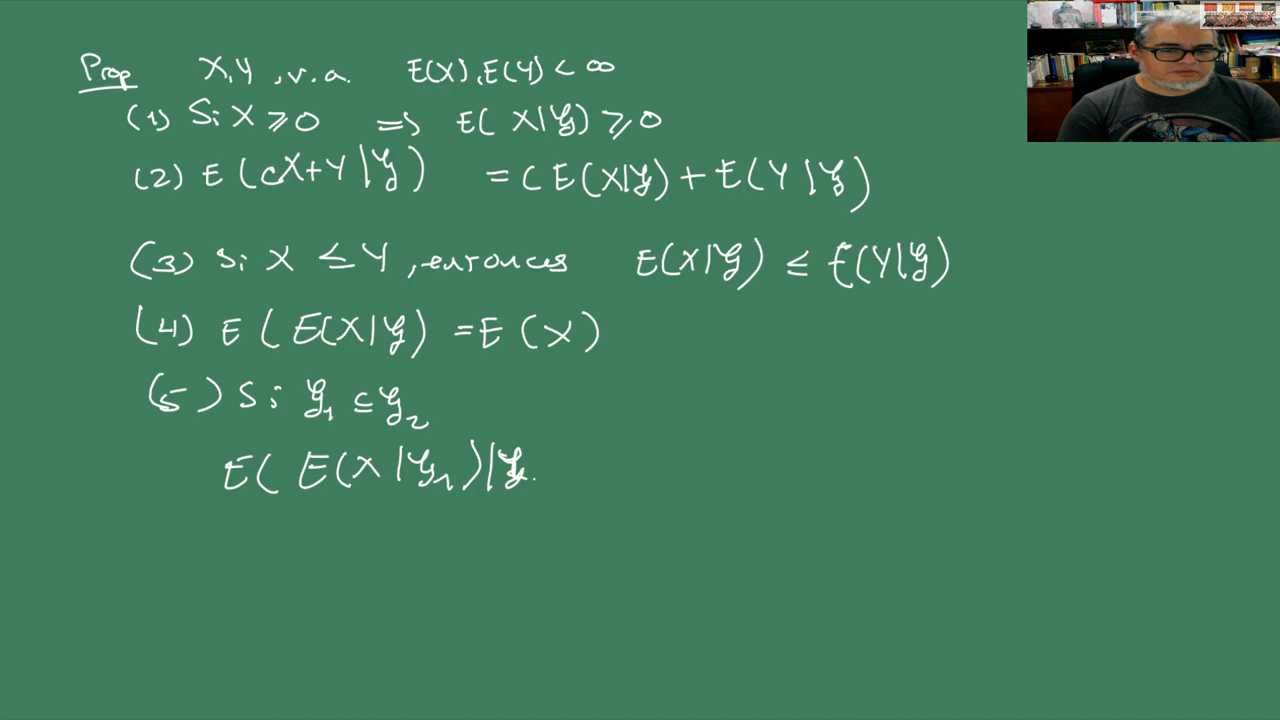 Prop X,Y, v.a. E(X), E(Y) < ∞
(1) Si X ⩾ 0 ⇒ E(X|𝒢) ⩾ 0
(2) E(cX+Y|𝒢) = C E(X|𝒢) + E(Y|𝒢)
(3) Si X ≤ Y, entonces E(X|𝒢) ≤ E(Y|𝒢)
(4) E(E(X|𝒢) = E(X)
(5) Si 𝒢₁ ⊆ 𝒢₂
E(E(X|𝒢₁)|𝒢